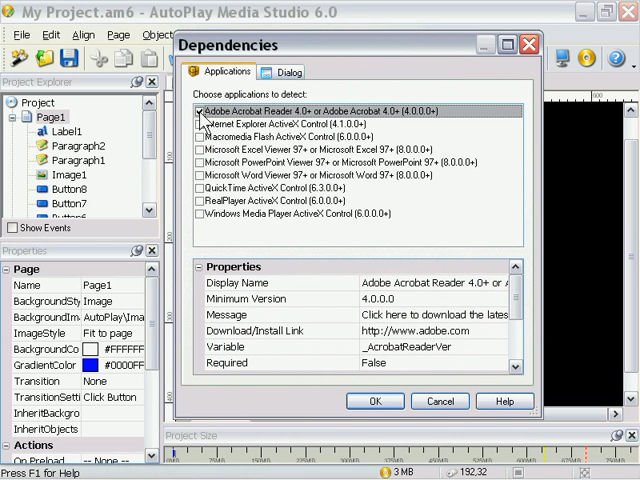 My Project.am6 - AutoPlay Media Studio 6.0
File Edit Align Page Object
Project Explorer
Project
Page1
Label1
Paragraph2
Paragraph1
Image1
Button8
Button7
Show Events
Properties
Page
Name Page1
BackgroundSty Image
BackgroundIma AutoPlay\Ima
ImageStyle Fit to page
BackgroundCo #FFFFFF
GradientColor #0000FF
Transition None
TransitionSetti Click Button
InheritBackgro
InheritObjects
Actions
On Preload -- None --
Press F1 for Help
Dependencies
Applications Dialog
Choose applications to detect:
Adobe Acrobat Reader 4.0+ or Adobe Acrobat 4.0+ (4.0.0.0+)
Internet Explorer ActiveX Control (4.1.0.0+)
Macromedia Flash ActiveX Control (6.0.0.0+)
Microsoft Excel Viewer 97+ or Microsoft Excel 97+ (8.0.0.0+)
Microsoft PowerPoint Viewer 97+ or Microsoft PowerPoint 97+ (8.0.0.0+)
Microsoft Word Viewer 97+ or Microsoft Word 97+ (8.0.0.0+)
QuickTime ActiveX Control (6.3.0.0+)
RealPlayer ActiveX Control (6.0.0.0+)
Windows Media Player ActiveX Control (6.0.0.0+)
Properties
Display Name Adobe Acrobat Reader 4.0+ or A
Minimum Version 4.0.0.0
Message Click here to download the lates
Download/Install Link http://www.adobe.com
Variable _AcrobatReaderVer
Required False
OK Cancel Help
600
100
200
300
400
Project Size
3 MB 192,32